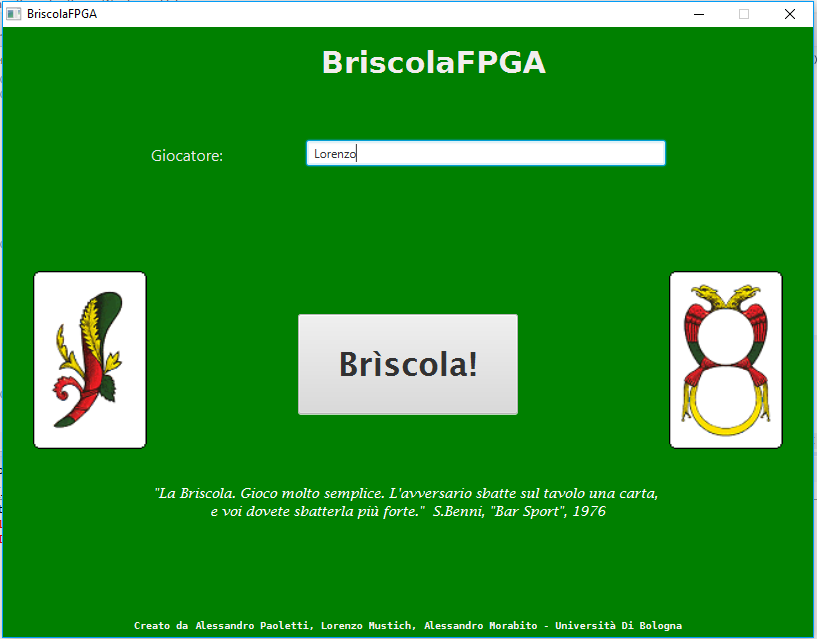 BriscolaFPGA
BriscolaFPGA
Giocatore:
Lorenzo
Brìscola!
"La Briscola. Gioco molto semplice. L'avversario sbatte sul tavolo una carta,
e voi dovete sbatterla più forte." S.Benni, "Bar Sport", 1976
Creato da Alessandro Paoletti, Lorenzo Mustich, Alessandro Morabito - Università Di Bologna